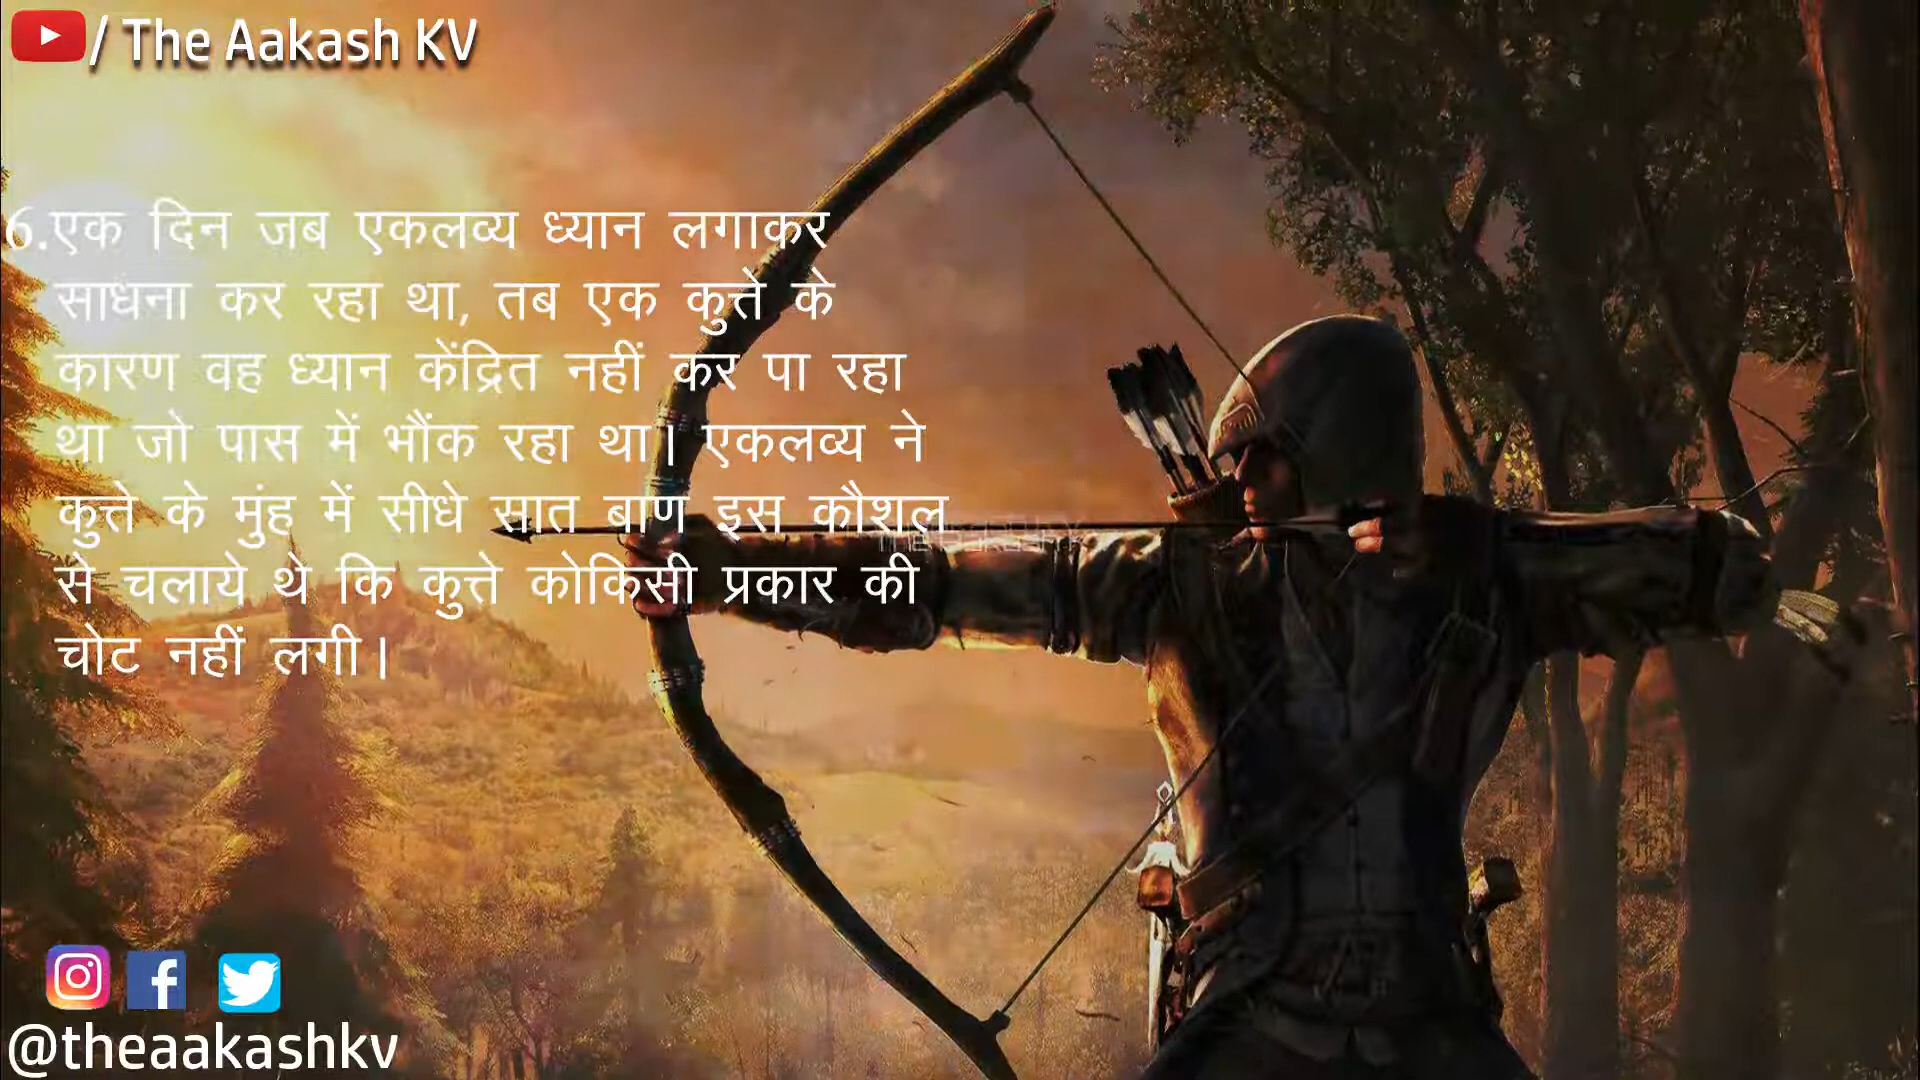 / The Aakash KV
6.एक दिन जब एकलव्य ध्यान लगाकर
साधना कर रहा था, तब एक कुत्ते के
कारण वह ध्यान केंद्रित नहीं कर पा रहा
था जो पास में भौंक रहा था। एकलव्य ने
कुत्ते के मुंह में सीधे सात बाण इस कौशल
से चलाये थे कि कुत्ते कोकिसी प्रकार की
चोट नहीं लगी।
@theaakashkv